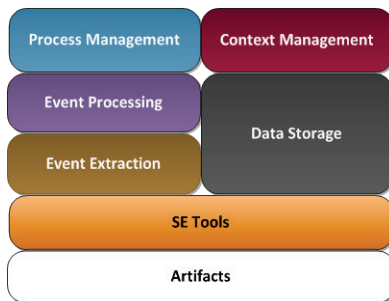 Process Management
Context Management
Event Processing
Data Storage
Event Extraction
SE Tools
Artifacts